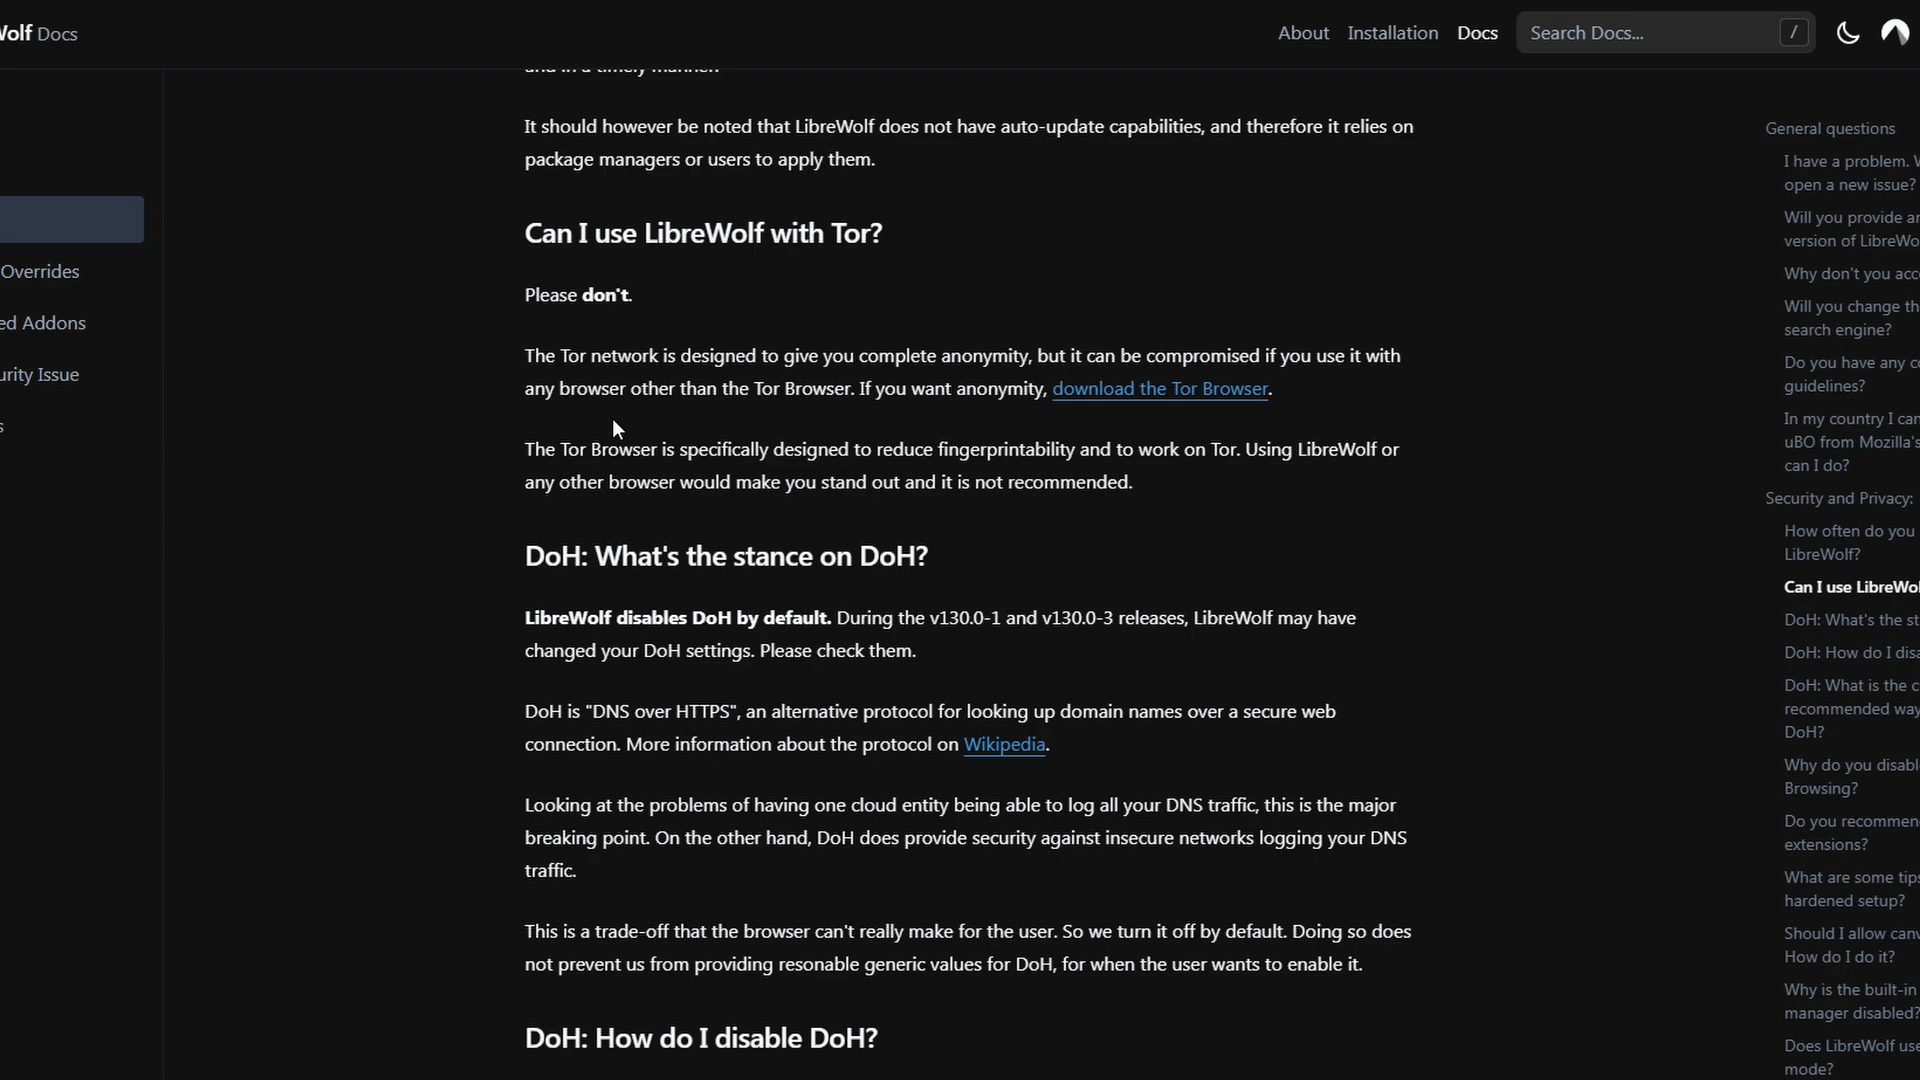 Wolf Docs
About Installation Docs Search Docs... /
It should however be noted that LibreWolf does not have auto-update capabilities, and therefore it relies on
package managers or users to apply them.
Can I use LibreWolf with Tor?
Please don't.
The Tor network is designed to give you complete anonymity, but it can be compromised if you use it with
any browser other than the Tor Browser. If you want anonymity, download the Tor Browser.
The Tor Browser is specifically designed to reduce fingerprintability and to work on Tor. Using LibreWolf or
any other browser would make you stand out and it is not recommended.
DoH: What's the stance on DoH?
LibreWolf disables DoH by default. During the v130.0-1 and v130.0-3 releases, LibreWolf may have
changed your DoH settings. Please check them.
DoH is "DNS over HTTPS", an alternative protocol for looking up domain names over a secure web
connection. More information about the protocol on Wikipedia.
Looking at the problems of having one cloud entity being able to log all your DNS traffic, this is the major
breaking point. On the other hand, DoH does provide security against insecure networks logging your DNS
traffic.
This is a trade-off that the browser can't really make for the user. So we turn it off by default. Doing so does
not prevent us from providing resonable generic values for DoH, for when the user wants to enable it.
DoH: How do I disable DoH?
Overrides
ed Addons
urity Issue
s
General questions
I have a problem. W
open a new issue?
Will you provide an
version of LibreWo
Why don't you acc
Will you change th
search engine?
Do you have any co
guidelines?
In my country I can
uBO from Mozilla's
can I do?
Security and Privacy:
How often do you
LibreWolf?
Can I use LibreWol
DoH: What's the st
DoH: How do I disa
DoH: What is the c
recommended way
DoH?
Why do you disabl
Browsing?
Do you recommen
extensions?
What are some tips
hardened setup?
Should I allow canv
How do I do it?
Why is the built-in
manager disabled?
Does LibreWolf use
mode?